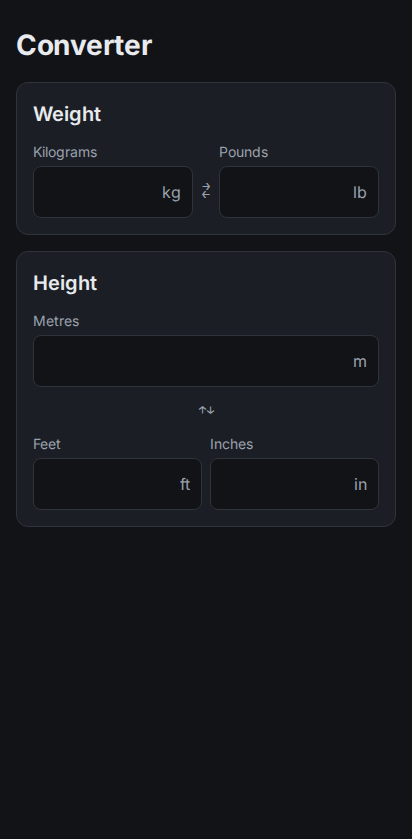 Converter
Weight
Kilograms Pounds
kg ⇄ lb
Height
Metres
m
↑↓
Feet Inches
ft in